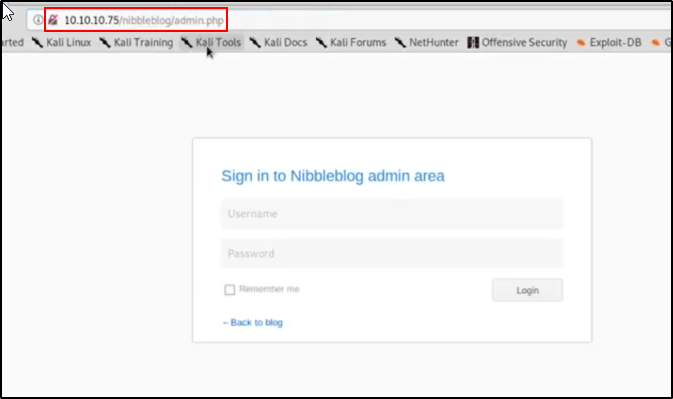 10.10.10.75/nibbleblog/admin.php
arted Kali Linux Kali Training Kali Tools Kali Docs Kali Forums NetHunter Offensive Security Exploit-DB G
Sign in to Nibbleblog admin area
Username
Password
Remember me Login
←Back to blog